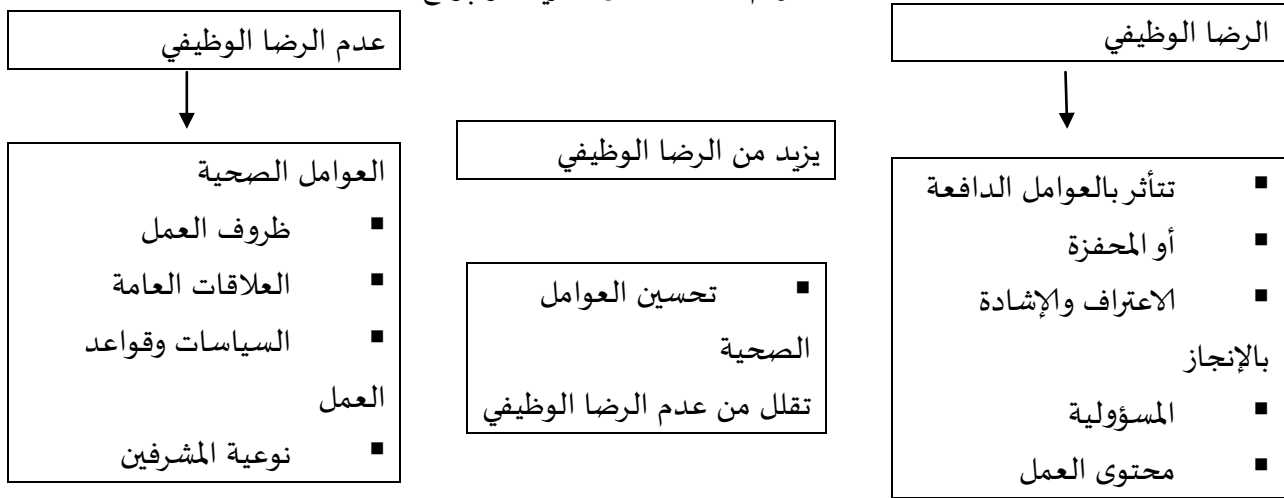 الرضا الوظيفي
▪ تتأثر بالعوامل الدافعة
▪ أو المحفزة
▪ الاعتراف والإشادة
بالإنجاز
▪ المسؤولية
▪ محتوى العمل
يزيد من الرضا الوظيفي
▪ تحسين العوامل
الصحية
تقلل من عدم الرضا الوظيفي
عدم الرضا الوظيفي
العوامل الصحية
▪ ظروف العمل
▪ العلاقات العامة
▪ السياسات وقواعد
العمل
▪ نوعية المشرفين